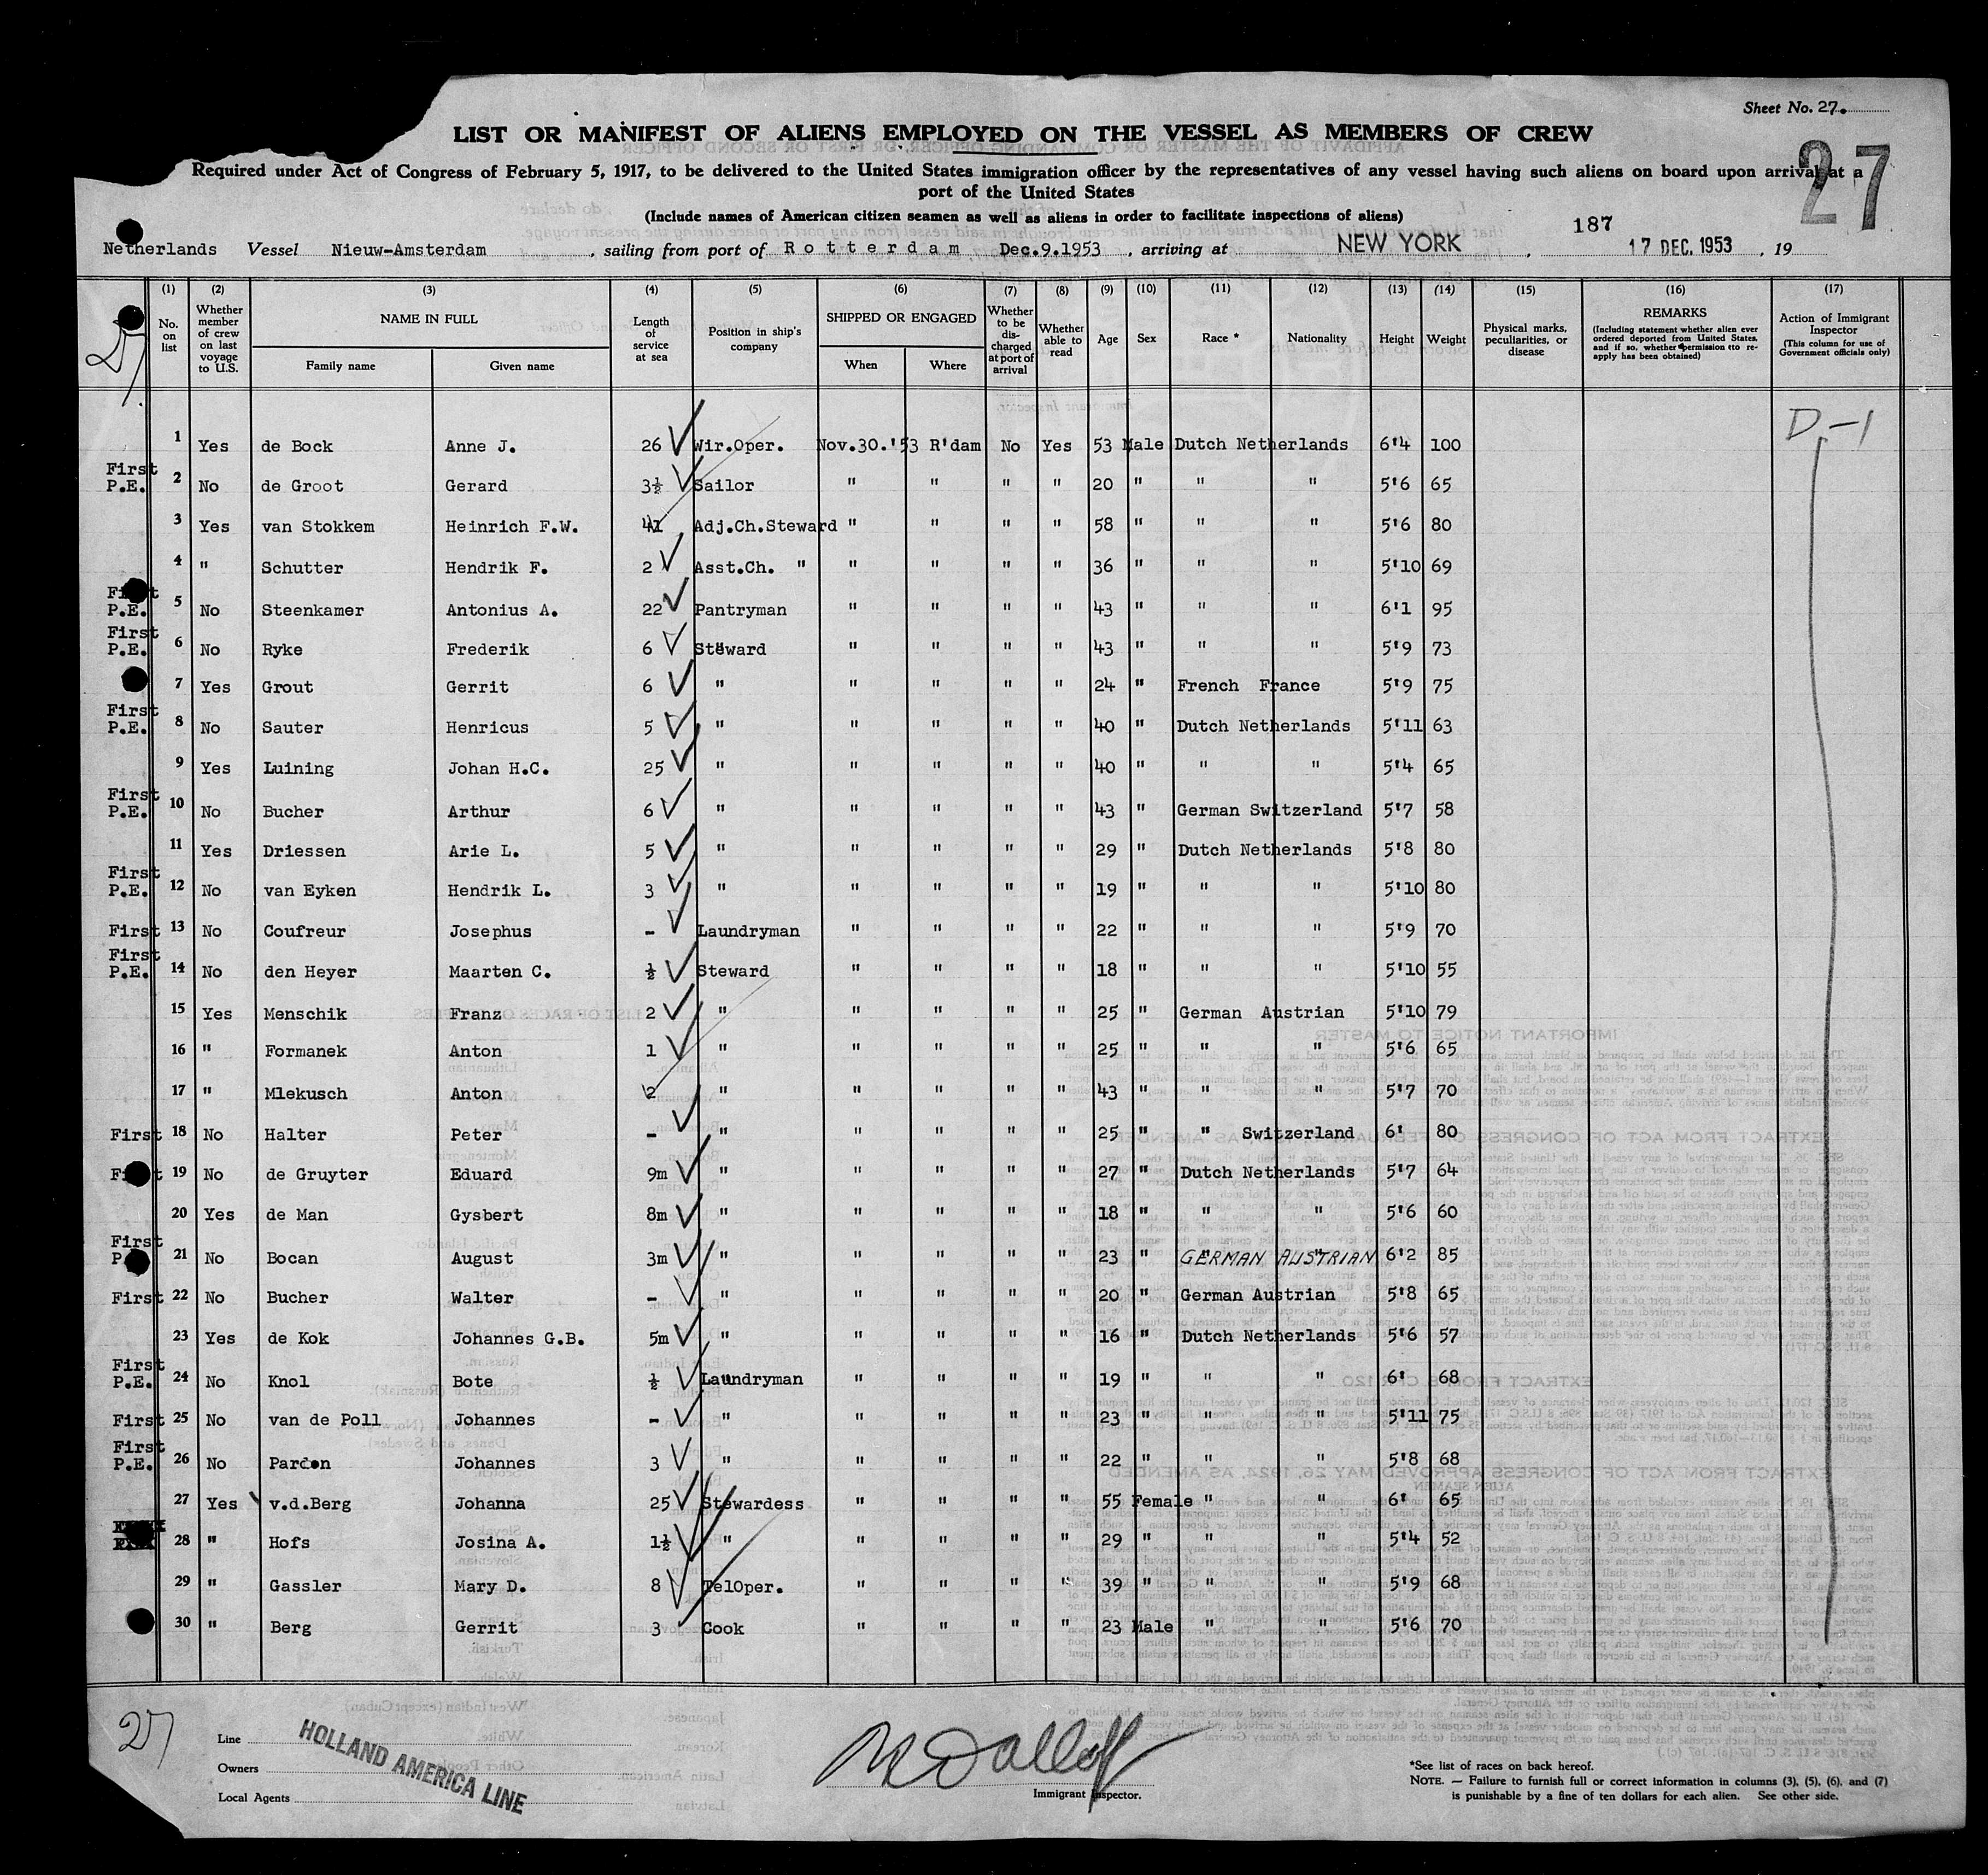 Sheet No. 27.
LIST OR MANIFEST OF ALIENS EMPLOYED ON THE VESSEL AS MEMBERS OF CREW
27
Required under Act of Congress of February 5, 1917, to be delivered to the United States immigration officer by the representatives of any vessel having such aliens on board upon arrival at a
port of the United States
(Include names of American citizen seamen as well as aliens in order to facilitate inspections of aliens)
187
Netherlands Vessel Nieuw-Amsterdam, sailing from port of Rotterdam Dec.9.1953, arriving at NEW YORK, 17 DEC. 1953, 19
(1) (2) (3) (4) (5) (6) (7) (8) (9) (10) (11) (12) (13) (14) (15) (16) (17)
No. on list
Whether member of crew on last voyage to U.S.
NAME IN FULL
Family name Given name
Length of service at sea
Position in ship's company
SHIPPED OR ENGAGED
When Where
Whether to be discharged at port of arrival
Whether able to read
Age Sex Race * Nationality Height Weight
Physical marks, peculiarities, or disease
REMARKS
(Including statement whether alien ever ordered deported from United States, and if so, whether permission to reapply has been obtained)
Action of Immigrant Inspector
(This column for use of Government officials only)
27
D-1
1 Yes de Bock Anne J. 26 Wir.Oper. Nov.30.'53 R'dam No Yes 53 Male Dutch Netherlands 6'4 100
First P.E. 2 No de Groot Gerard 3½ Sailor " " " " 20 " " " 5'6 65
3 Yes van Stokkem Heinrich F.W. 41 Adj.Ch.Steward " " " " 58 " " " 5'6 80
4 " Schutter Hendrik F. 2 Asst.Ch. " " " " " 36 " " " 5'10 69
First P.E. 5 No Steenkamer Antonius A. 22 Pantryman " " " " 43 " " " 6'1 95
First P.E. 6 No Ryke Frederik 6 Steward " " " " 43 " " " 5'9 73
7 Yes Grout Gerrit 6 " " " " " 24 " French France 5'9 75
First P.E. 8 No Sauter Henricus 5 " " " " " 40 " Dutch Netherlands 5'11 63
9 Yes Luining Johan H.C. 25 " " " " " 40 " " " 5'4 65
First P.E. 10 No Bucher Arthur 6 " " " " " 43 " German Switzerland 5'7 58
11 Yes Driessen Arie L. 5 " " " " " 29 " Dutch Netherlands 5'8 80
First P.E. 12 No van Eyken Hendrik L. 3 " " " " " 19 " " " 5'10 80
First 13 No Coufreur Josephus - Laundryman " " " " 22 " " " 5'9 70
First P.E. 14 No den Heyer Maarten C. ½ Steward " " " " 18 " " " 5'10 55
15 Yes Menschik Franz 2 " " " " " 25 " German Austrian 5'10 79
16 " Formanek Anton 1 " " " " " 25 " " " 5'6 65
17 " Mlekusch Anton 2 " " " " " 43 " " " 5'7 70
First 18 No Halter Peter - " " " " " 25 " " Switzerland 6' 80
First 19 No de Gruyter Eduard 9m " " " " " 27 " Dutch Netherlands 5'7 64
20 Yes de Man Gysbert 8m " " " " " 18 " " " 5'6 60
First P.E. 21 No Bocan August 3m " " " " " 23 " GERMAN AUSTRIAN 6'2 85
First 22 No Bucher Walter - " " " " " 20 " German Austrian 5'8 65
23 Yes de Kok Johannes G.B. 5m " " " " " 16 " Dutch Netherlands 5'6 57
First P.E. 24 No Knol Bote ½ Laundryman " " " " 19 " " " 6' 68
First 25 No van de Poll Johannes - " " " " " 23 " " " 5'11 75
First P.E. 26 No Pardon Johannes 3 " " " " " 22 " " " 5'8 68
27 Yes v.d.Berg Johanna 25 Stewardess " " " " 55 Female " " 6' 65
28 " Hofs Josina A. 1½ " " " " " 29 " " " 5'4 52
29 " Gassler Mary D. 8 TelOper. " " " " 39 " " " 5'9 68
30 " Berg Gerrit 3 Cook " " " " 23 Male " " 5'6 70
27
Line
Owners
Local Agents
HOLLAND AMERICA LINE
Immigrant Inspector.
*See list of races on back hereof.
NOTE. — Failure to furnish full or correct information in columns (3), (5), (6), and (7)
is punishable by a fine of ten dollars for each alien. See other side.